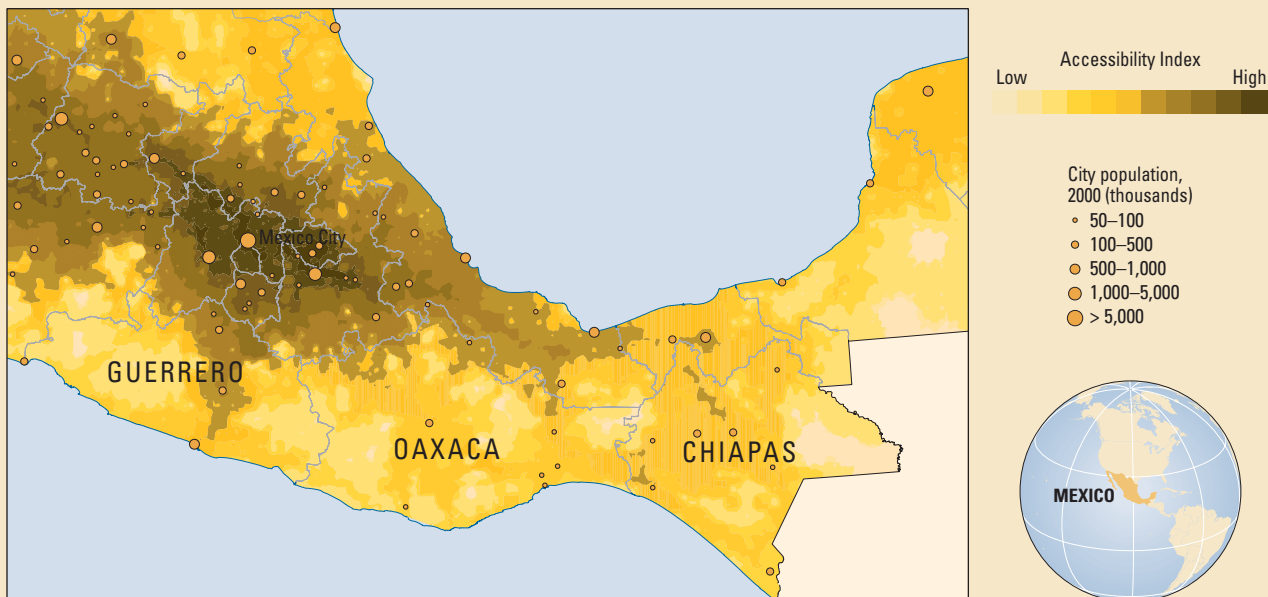 Mexico City
GUERRERO
OAXACA
CHIAPAS
Accessibility Index
Low
High
City population,
2000 (thousands)
50–100
100–500
500–1,000
1,000–5,000
> 5,000
MEXICO